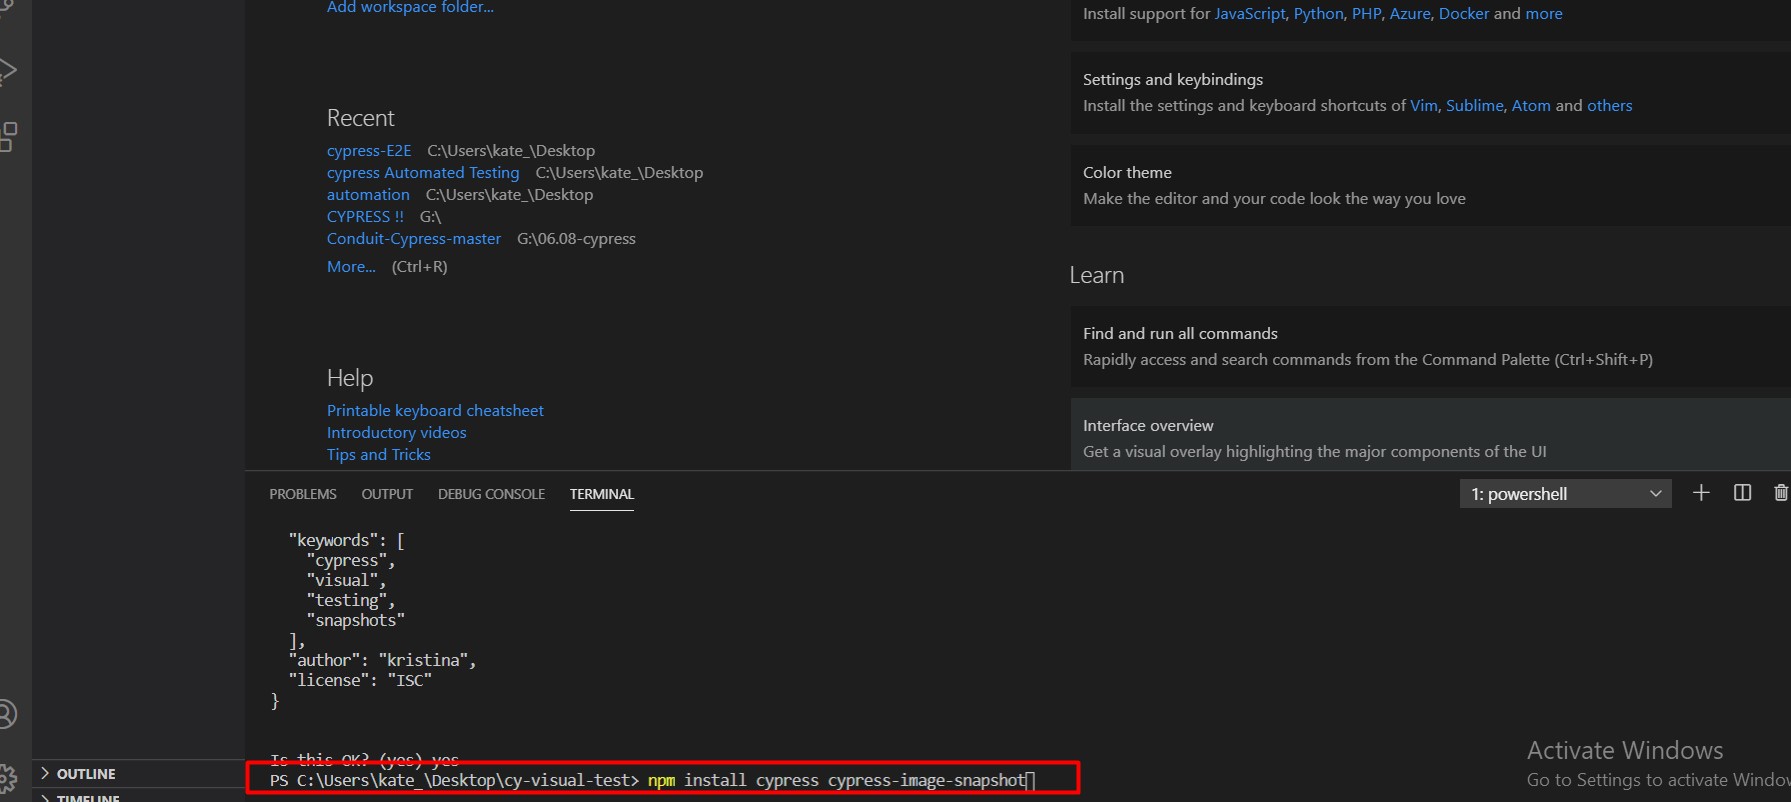 Add workspace folder...
Recent
cypress-E2E C:\Users\kate_\Desktop
cypress Automated Testing C:\Users\kate_\Desktop
automation C:\Users\kate_\Desktop
CYPRESS !! G:\
Conduit-Cypress-master G:\06.08-cypress
More... (Ctrl+R)
Help
Printable keyboard cheatsheet
Introductory videos
Tips and Tricks
Install support for JavaScript, Python, PHP, Azure, Docker and more
Settings and keybindings
Install the settings and keyboard shortcuts of Vim, Sublime, Atom and others
Color theme
Make the editor and your code look the way you love
Learn
Find and run all commands
Rapidly access and search commands from the Command Palette (Ctrl+Shift+P)
Interface overview
Get a visual overlay highlighting the major components of the UI
PROBLEMS OUTPUT DEBUG CONSOLE TERMINAL 1: powershell
"keywords": [
"cypress",
"visual",
"testing",
"snapshots"
],
"author": "kristina",
"license": "ISC"
}
Is this OK? (yes) yes
PS C:\Users\kate_\Desktop\cy-visual-test> npm install cypress cypress-image-snapshot
OUTLINE
TIMELINE
Activate Windows
Go to Settings to activate Windo